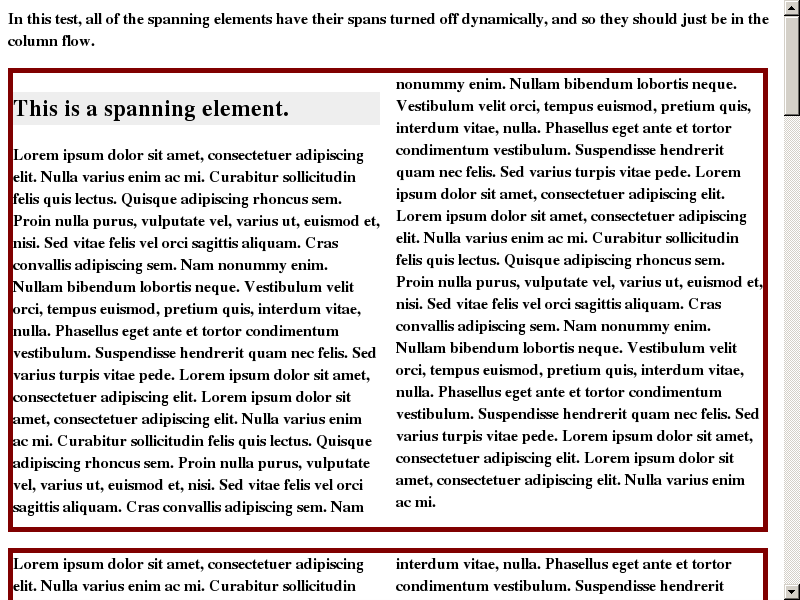 In this test, all of the spanning elements have their spans turned off dynamically, and so they should just be in the
column flow.
This is a spanning element.
Lorem ipsum dolor sit amet, consectetuer adipiscing
elit. Nulla varius enim ac mi. Curabitur sollicitudin
felis quis lectus. Quisque adipiscing rhoncus sem.
Proin nulla purus, vulputate vel, varius ut, euismod et,
nisi. Sed vitae felis vel orci sagittis aliquam. Cras
convallis adipiscing sem. Nam nonummy enim.
Nullam bibendum lobortis neque. Vestibulum velit
orci, tempus euismod, pretium quis, interdum vitae,
nulla. Phasellus eget ante et tortor condimentum
vestibulum. Suspendisse hendrerit quam nec felis. Sed
varius turpis vitae pede. Lorem ipsum dolor sit amet,
consectetuer adipiscing elit. Lorem ipsum dolor sit
amet, consectetuer adipiscing elit. Nulla varius enim
ac mi. Curabitur sollicitudin felis quis lectus. Quisque
adipiscing rhoncus sem. Proin nulla purus, vulputate
vel, varius ut, euismod et, nisi. Sed vitae felis vel orci
sagittis aliquam. Cras convallis adipiscing sem. Nam
nonummy enim. Nullam bibendum lobortis neque.
Vestibulum velit orci, tempus euismod, pretium quis,
interdum vitae, nulla. Phasellus eget ante et tortor
condimentum vestibulum. Suspendisse hendrerit
quam nec felis. Sed varius turpis vitae pede. Lorem
ipsum dolor sit amet, consectetuer adipiscing elit.
Lorem ipsum dolor sit amet, consectetuer adipiscing
elit. Nulla varius enim ac mi. Curabitur sollicitudin
felis quis lectus. Quisque adipiscing rhoncus sem.
Proin nulla purus, vulputate vel, varius ut, euismod et,
nisi. Sed vitae felis vel orci sagittis aliquam. Cras
convallis adipiscing sem. Nam nonummy enim.
Nullam bibendum lobortis neque. Vestibulum velit
orci, tempus euismod, pretium quis, interdum vitae,
nulla. Phasellus eget ante et tortor condimentum
vestibulum. Suspendisse hendrerit quam nec felis. Sed
varius turpis vitae pede. Lorem ipsum dolor sit amet,
consectetuer adipiscing elit. Lorem ipsum dolor sit
amet, consectetuer adipiscing elit. Nulla varius enim
ac mi.
Lorem ipsum dolor sit amet, consectetuer adipiscing
elit. Nulla varius enim ac mi. Curabitur sollicitudin
interdum vitae, nulla. Phasellus eget ante et tortor
condimentum vestibulum. Suspendisse hendrerit